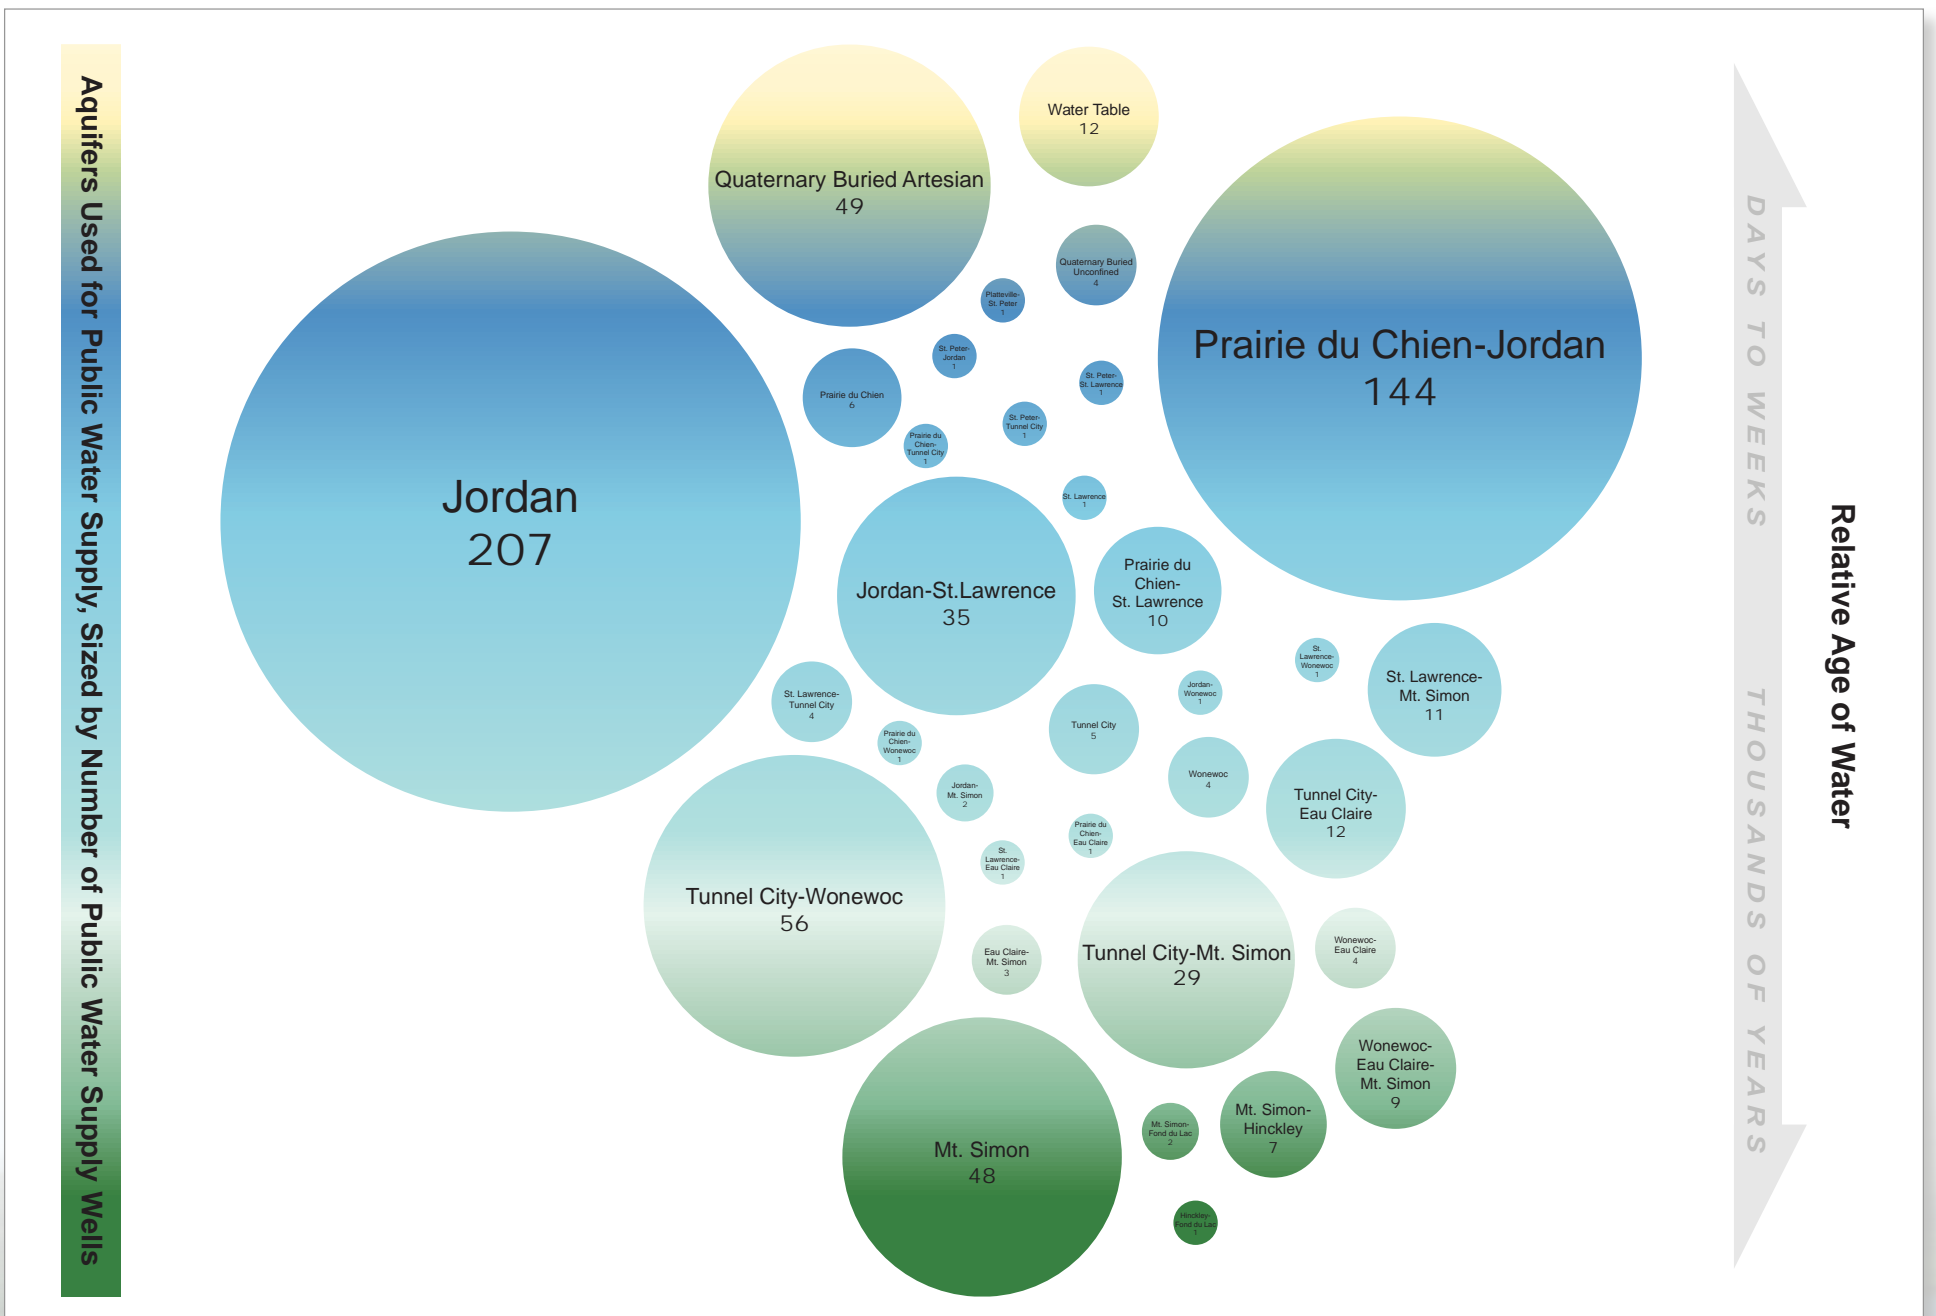 Aquifers Used for Public Water Supply, Sized by Number of Public Water Supply Wells
Water Table
12
Quaternary Buried Artesian
49
Quaternary Buried
Unconfined
4
Platteville-
St. Peter
1
Prairie du Chien-Jordan
144
St. Peter-
Jordan
1
St. Peter-
St. Lawrence
1
Prairie du Chien
6
St. Peter-
Tunnel City
1
Prairie du
Chien-
Tunnel City
1
Jordan
207
St. Lawrence
1
Jordan-St.Lawrence
35
Prairie du
Chien-
St. Lawrence
10
St.
Lawrence-
Wonewoc
1
St. Lawrence-
Mt. Simon
11
Jordan-
Wonewoc
1
St. Lawrence-
Tunnel City
4
Tunnel City
5
Prairie du
Chien-
Wonewoc
1
Wonewoc
4
Jordan-
Mt. Simon
2
Tunnel City-
Eau Claire
12
Prairie du
Chien-
Eau Claire
1
St.
Lawrence-
Eau Claire
1
Tunnel City-Wonewoc
56
Eau Claire-
Mt. Simon
3
Tunnel City-Mt. Simon
29
Wonewoc-
Eau Claire
4
Wonewoc-
Eau Claire-
Mt. Simon
9
Mt. Simon-
Hinckley
7
Mt. Simon-
Fond du Lac
2
Mt. Simon
48
Hinckley-
Fond du Lac
1
DAYS TO WEEKS
THOUSANDS OF YEARS
Relative Age of Water